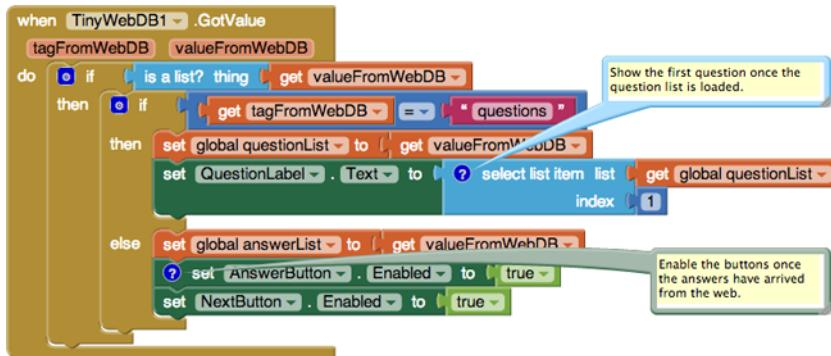 when TinyWebDB1 .GotValue
tagFromWebDB valueFromWebDB
do if is a list? thing get valueFromWebDB
then if get tagFromWebDB = " questions "
then set global questionList to get valueFromWebDB
set QuestionLabel . Text to ? select list item list get global questionList
index 1
else set global answerList to get valueFromWebDB
? set AnswerButton . Enabled to true
set NextButton . Enabled to true
Show the first question once the
question list is loaded.
Enable the buttons once
the answers have arrived
from the web.